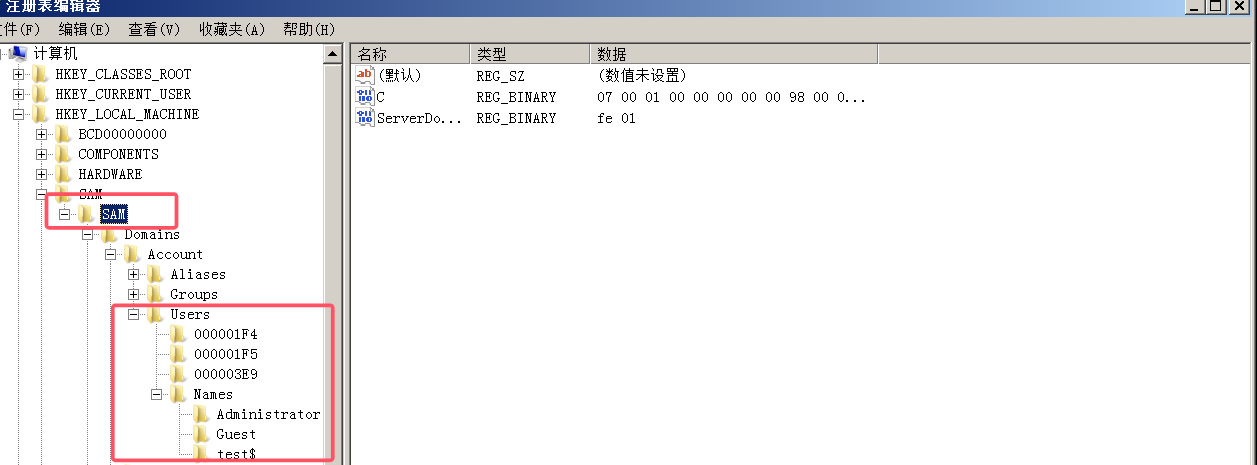 注册表编辑器
件(F) 编辑(E) 查看(V) 收藏夹(A) 帮助(H)
计算机
HKEY_CLASSES_ROOT
HKEY_CURRENT_USER
HKEY_LOCAL_MACHINE
BCD00000000
COMPONENTS
HARDWARE
SAM
SAM
Domains
Account
Aliases
Groups
Users
000001F4
000001F5
000003E9
Names
Administrator
Guest
test$
名称 类型 数据
(默认) REG_SZ (数值未设置)
C REG_BINARY 07 00 01 00 00 00 00 00 98 00 0...
ServerDo... REG_BINARY fe 01